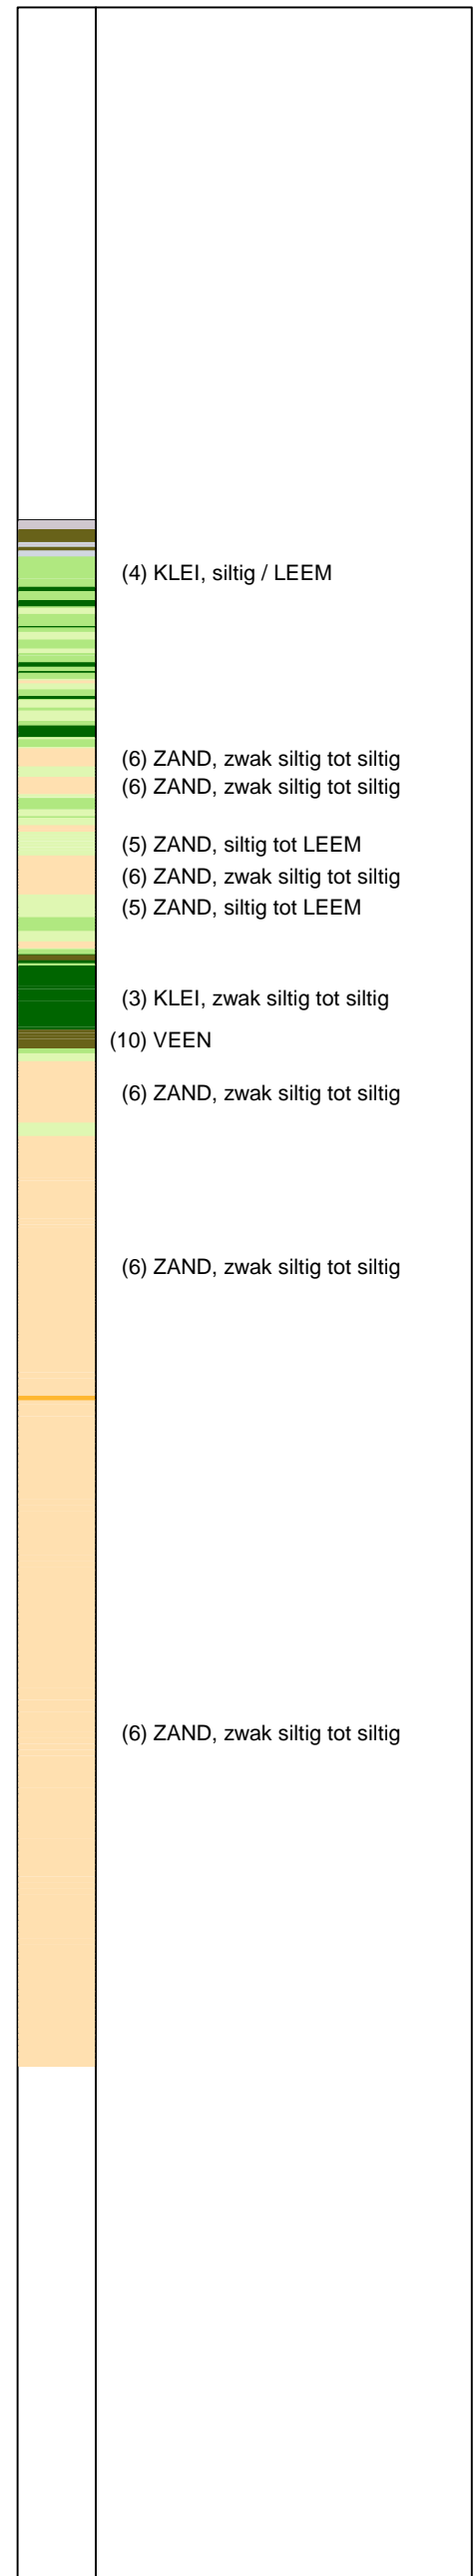 (4) KLEI, siltig / LEEM
(6) ZAND, zwak siltig tot siltig
(6) ZAND, zwak siltig tot siltig
(5) ZAND, siltig tot LEEM
(6) ZAND, zwak siltig tot siltig
(5) ZAND, siltig tot LEEM
(3) KLEI, zwak siltig tot siltig
(10) VEEN
(6) ZAND, zwak siltig tot siltig
(6) ZAND, zwak siltig tot siltig
(6) ZAND, zwak siltig tot siltig